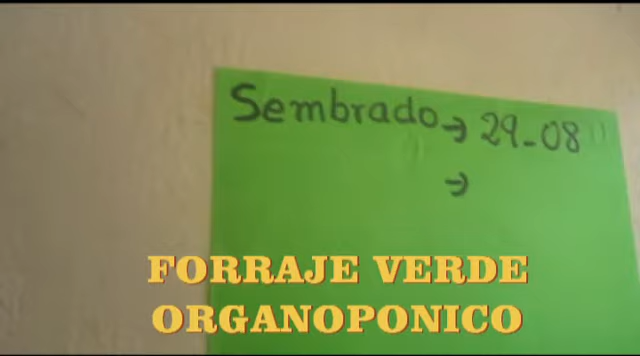 Sembrado → 29-08
→
FORRAJE VERDE
ORGANOPONICO